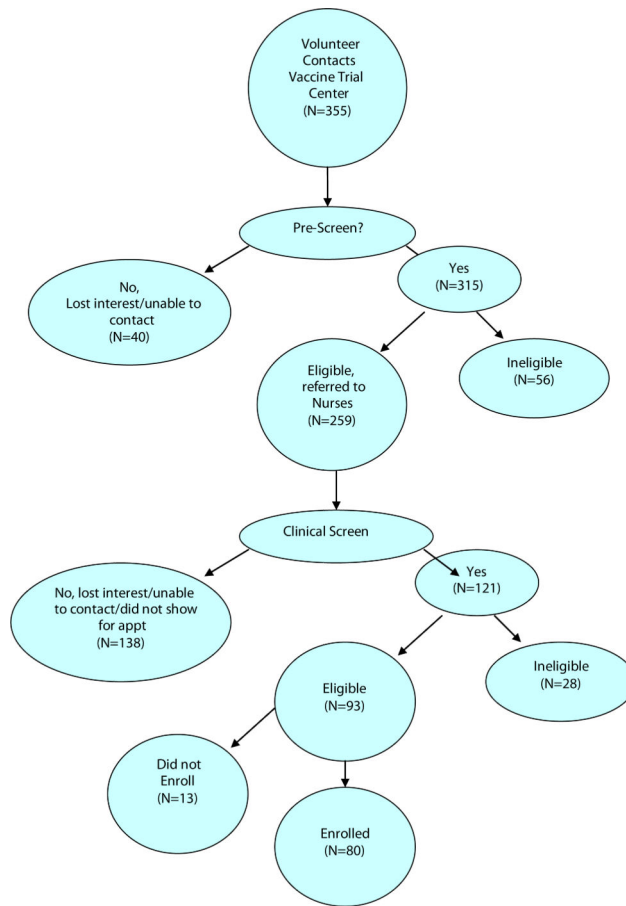 Volunteer
Contacts
Vaccine Trial
Center
(N=355)
Pre-Screen?
No,
Lost interest/unable to
contact
(N=40)
Yes
(N=315)
Eligible,
referred to
Nurses
(N=259)
Ineligible
(N=56)
Clinical Screen
No, lost interest/unable
to contact/did not show
for appt
(N=138)
Yes
(N=121)
Eligible
(N=93)
Ineligible
(N=28)
Did not
Enroll
(N=13)
Enrolled
(N=80)